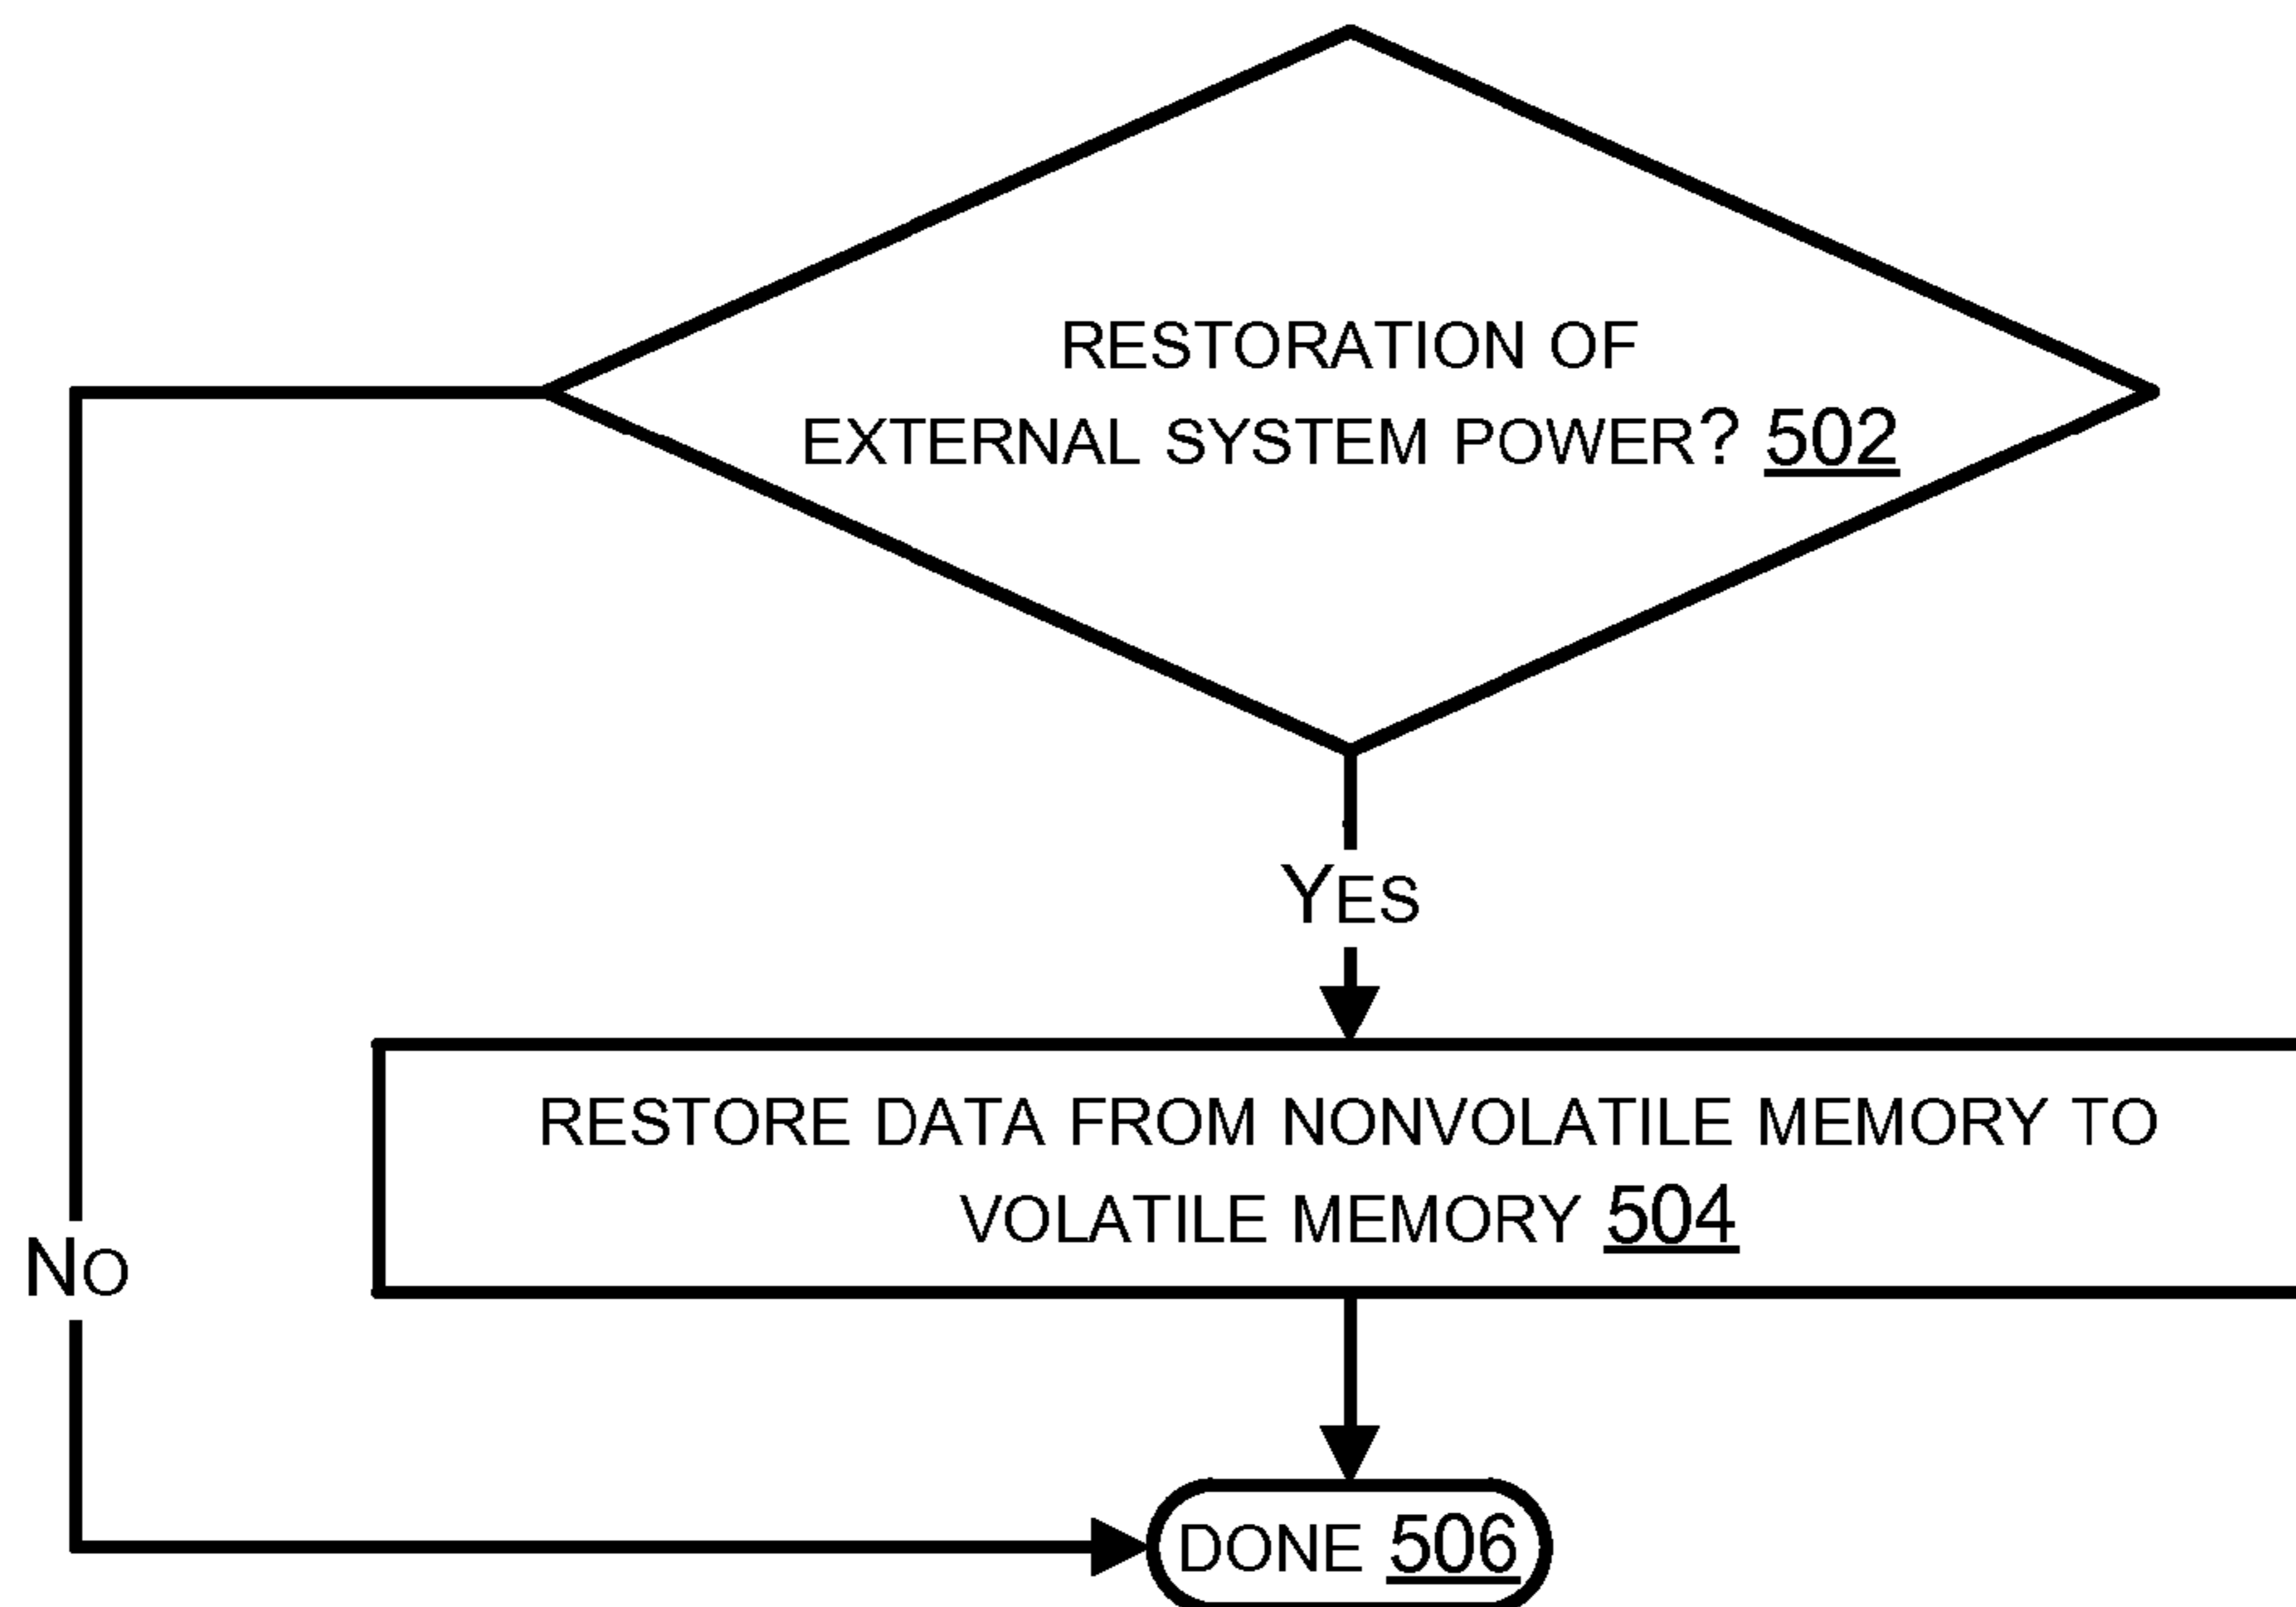 RESTORATION OF
EXTERNAL SYSTEM POWER? 502
YES
RESTORE DATA FROM NONVOLATILE MEMORY TO
VOLATILE MEMORY 504
NO
DONE 506